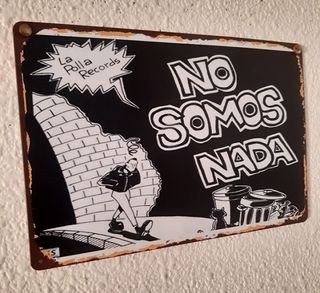 La
Polla
Records
NO
SOMOS
NADA